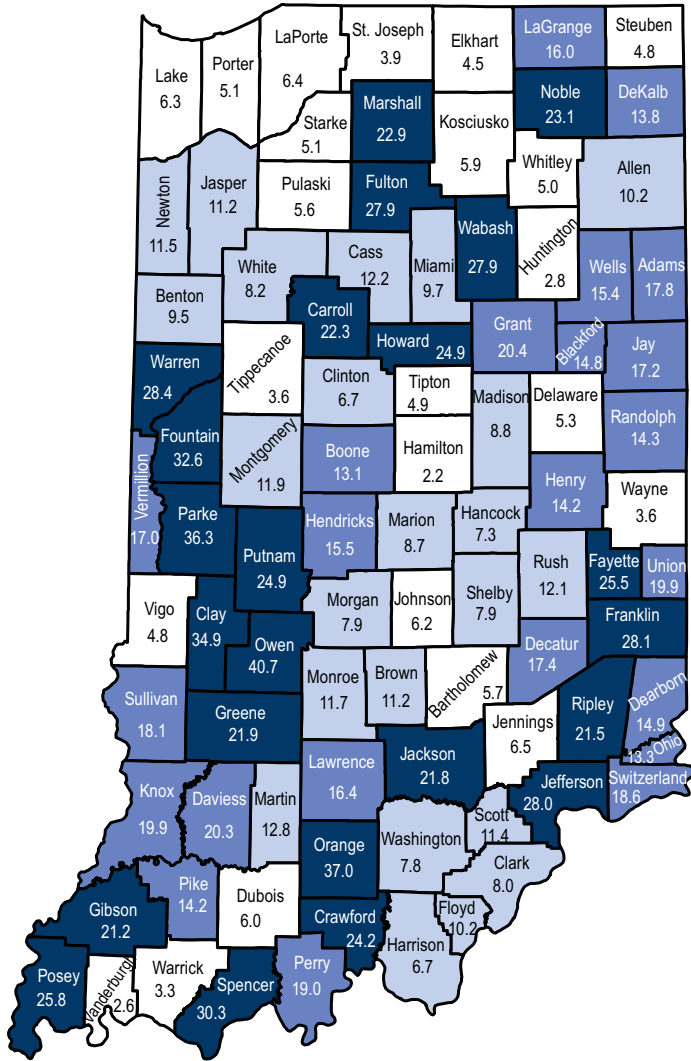 LaGrange
16.0
Steuben
4.8
St. Joseph
3.9
LaPorte
6.4
Elkhart
4.5
Porter
5.1
Lake
6.3
Noble
23.1
DeKalb
13.8
Marshall
22.9
Starke
5.1
Kosciusko
5.9
Whitley
5.0
Allen
10.2
Newton
11.5
Jasper
11.2
Pulaski
5.6
Fulton
27.9
Wabash
27.9
Huntington
2.8
White
8.2
Cass
12.2
Miami
9.7
Wells
15.4
Adams
17.8
Benton
9.5
Carroll
22.3
Howard 24.9
Grant
20.4
Blackford
14.8
Jay
17.2
Warren
28.4
Tippecanoe
3.6
Clinton
6.7
Tipton
4.9
Madison
8.8
Delaware
5.3
Randolph
14.3
Fountain
32.6
Montgomery
11.9
Boone
13.1
Hamilton
2.2
Vermillion
17.0
Henry
14.2
Wayne
3.6
Parke
36.3
Putnam
24.9
Hendricks
15.5
Marion
8.7
Hancock
7.3
Rush
12.1
Fayette
25.5
Union
19.9
Vigo
4.8
Clay
34.9
Owen
40.7
Morgan
7.9
Johnson
6.2
Shelby
7.9
Franklin
28.1
Decatur
17.4
Sullivan
18.1
Greene
21.9
Monroe
11.7
Brown
11.2
Bartholomew
5.7
Jennings
6.5
Ripley
21.5
Dearborn
14.9
Ohio
13.3
Knox
19.9
Daviess
20.3
Martin
12.8
Lawrence
16.4
Jackson
21.8
Jefferson
28.0
Switzerland
18.6
Scott
11.4
Orange
37.0
Washington
7.8
Clark
8.0
Pike
14.2
Dubois
6.0
Gibson
21.2
Crawford
24.2
Floyd
10.2
Harrison
6.7
Posey
25.8
Vanderburgh
2.6
Warrick
3.3
Spencer
30.3
Perry
19.0